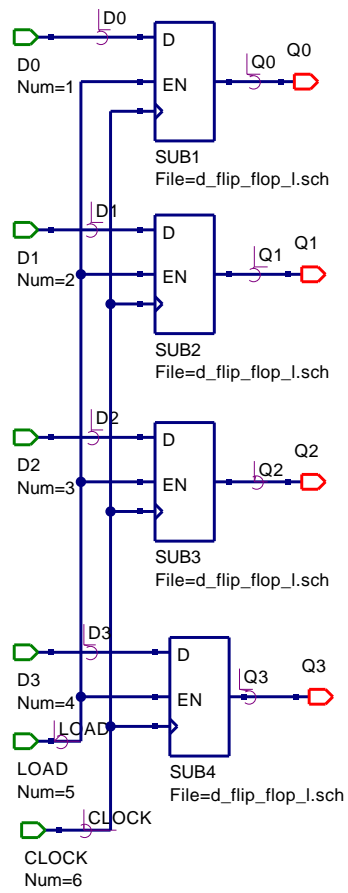 D0
D
Q0
Q0
D0
Num=1
EN
SUB1
File=d_flip_flop_l.sch
D1
D
Q1
Q1
D1
Num=2
EN
SUB2
File=d_flip_flop_l.sch
D2
D
Q2
Q2
D2
Num=3
EN
SUB3
File=d_flip_flop_l.sch
D3
D
Q3
Q3
D3
Num=4
EN
LOAD
SUB4
File=d_flip_flop_l.sch
LOAD
Num=5
CLOCK
CLOCK
Num=6